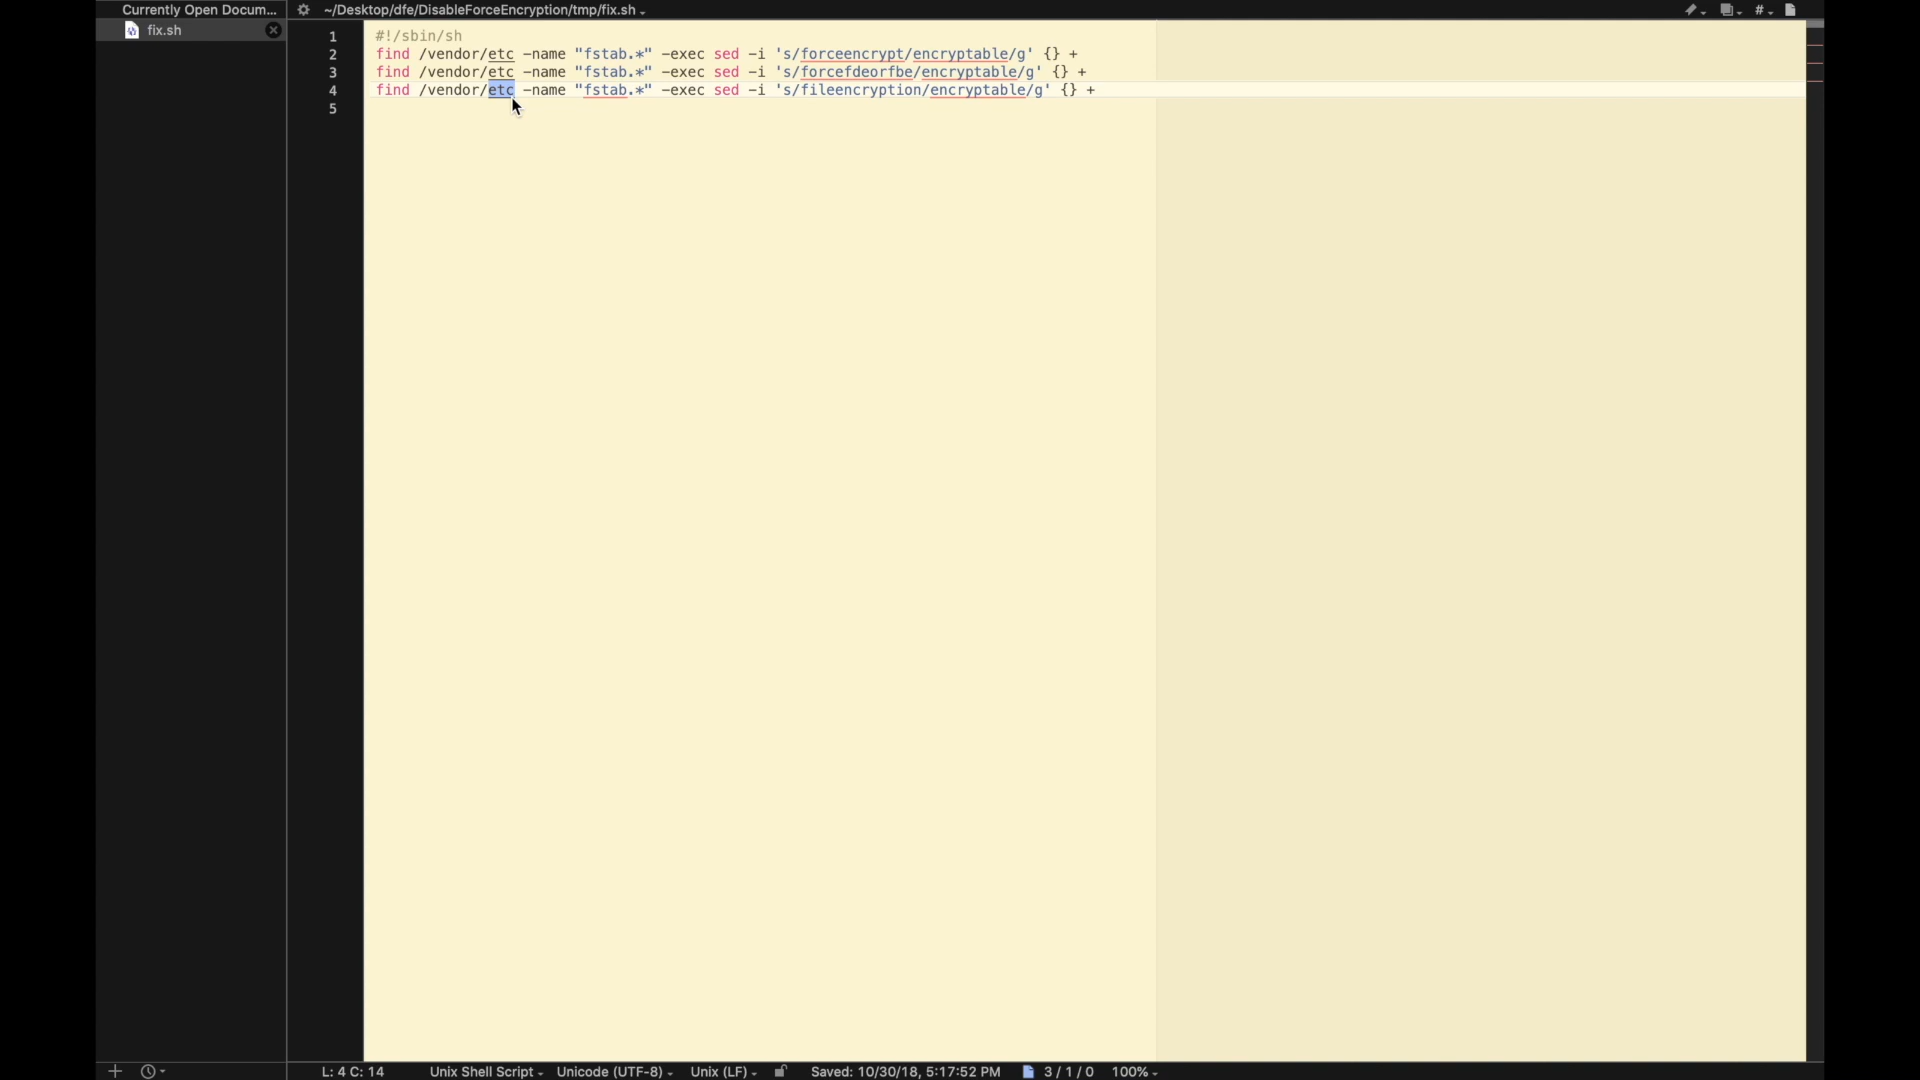 Currently Open Docum...
~/Desktop/dfe/DisableForceEncryption/tmp/fix.sh
#
fix.sh
1 #!/sbin/sh
2 find /vendor/etc -name "fstab.*" -exec sed -i 's/forceencrypt/encryptable/g' {} +
3 find /vendor/etc -name "fstab.*" -exec sed -i 's/forcefdeorfbe/encryptable/g' {} +
4 find /vendor/etc -name "fstab.*" -exec sed -i 's/fileencryption/encryptable/g' {} +
5
L: 4 C: 14 Unix Shell Script Unicode (UTF-8) Unix (LF) Saved: 10/30/18, 5:17:52 PM 3 / 1 / 0 100%